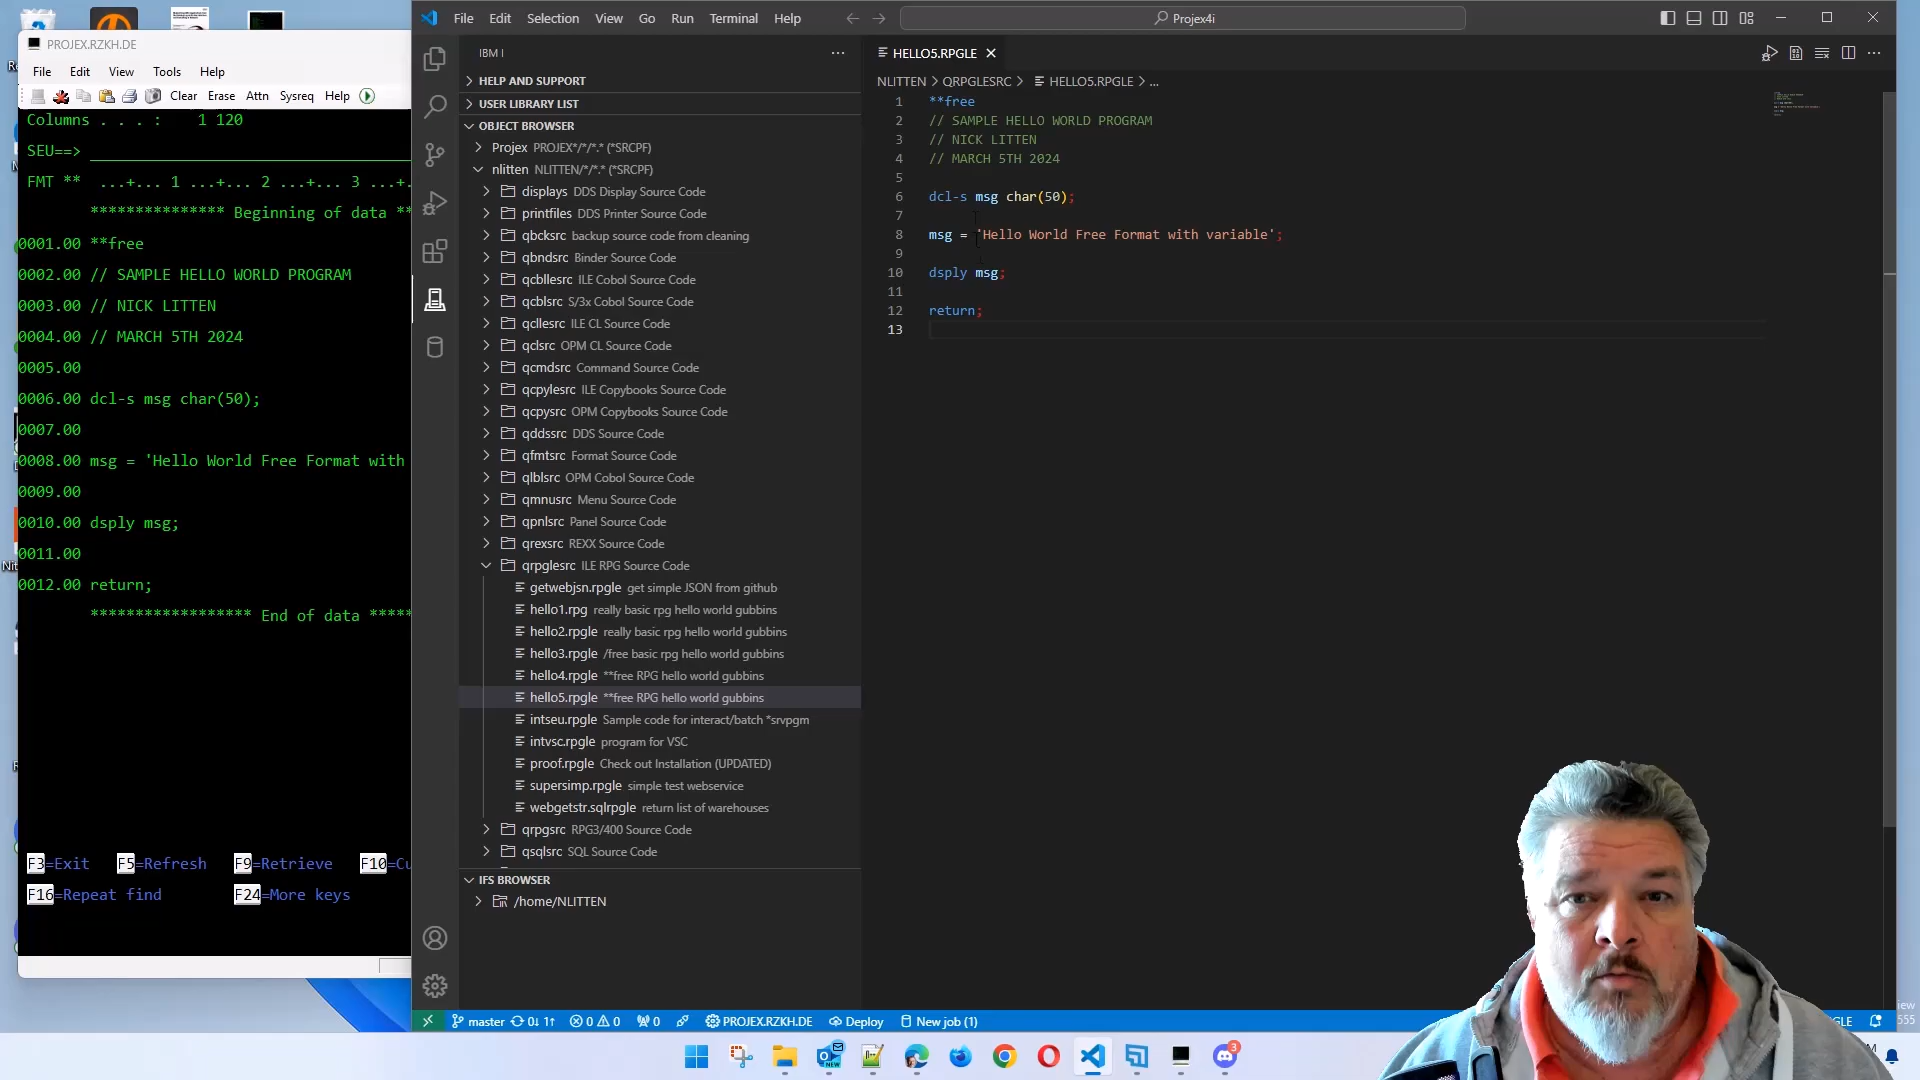 PROJEX.RZKH.DE
File Edit View Tools Help
Clear Erase Attn Sysreq Help
Columns . . . : 1 120
SEU==>
FMT ** ...+... 1 ...+... 2 ...+... 3 ...+.
*************** Beginning of data **
0001.00 **free
0002.00 // SAMPLE HELLO WORLD PROGRAM
0003.00 // NICK LITTEN
0004.00 // MARCH 5TH 2024
0005.00
0006.00 dcl-s msg char(50);
0007.00
0008.00 msg = 'Hello World Free Format with
0009.00
0010.00 dsply msg;
0011.00
0012.00 return;
****************** End of data *****
F3=Exit F5=Refresh F9=Retrieve F10=Cu
F16=Repeat find F24=More keys
File Edit Selection View Go Run Terminal Help
Projex4i
IBM I
HELP AND SUPPORT
USER LIBRARY LIST
OBJECT BROWSER
Projex PROJEX*/*/*.* (*SRCPF)
nlitten NLITTEN/*/*.* (*SRCPF)
displays DDS Display Source Code
printfiles DDS Printer Source Code
qbcksrc backup source code from cleaning
qbndsrc Binder Source Code
qcbllesrc ILE Cobol Source Code
qcblsrc S/3x Cobol Source Code
qcllesrc ILE CL Source Code
qclsrc OPM CL Source Code
qcmdsrc Command Source Code
qcpylesrc ILE Copybooks Source Code
qcpysrc OPM Copybooks Source Code
qddssrc DDS Source Code
qfmtsrc Format Source Code
qlblsrc OPM Cobol Source Code
qmnusrc Menu Source Code
qpnlsrc Panel Source Code
qrexsrc REXX Source Code
qrpglesrc ILE RPG Source Code
getwebjsn.rpgle get simple JSON from github
hello1.rpg really basic rpg hello world gubbins
hello2.rpgle really basic rpg hello world gubbins
hello3.rpgle /free basic rpg hello world gubbins
hello4.rpgle **free RPG hello world gubbins
hello5.rpgle **free RPG hello world gubbins
intseu.rpgle Sample code for interact/batch *srvpgm
intvsc.rpgle program for VSC
proof.rpgle Check out Installation (UPDATED)
supersimp.rpgle simple test webservice
webgetstr.sqlrpgle return list of warehouses
qrpgsrc RPG3/400 Source Code
qsqlsrc SQL Source Code
IFS BROWSER
/home/NLITTEN
HELLO5.RPGLE
NLITTEN > QRPGLESRC > HELLO5.RPGLE > ...
1 **free
2 // SAMPLE HELLO WORLD PROGRAM
3 // NICK LITTEN
4 // MARCH 5TH 2024
5
6 dcl-s msg char(50);
7
8 msg = 'Hello World Free Format with variable';
9
10 dsply msg;
11
12 return;
13
master 0↓ 1↑ 0 0 0 PROJEX.RZKH.DE Deploy New job (1)
NEW
3